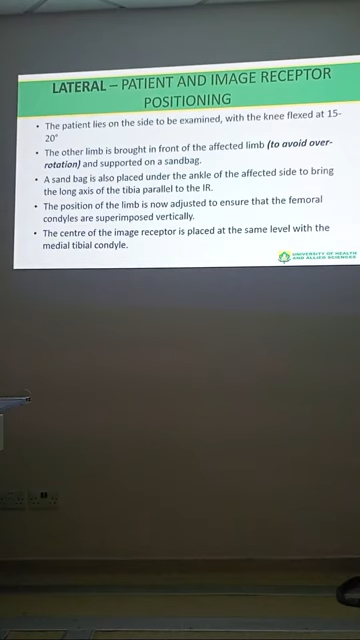 LATERAL – PATIENT AND IMAGE RECEPTOR
POSITIONING
• The patient lies on the side to be examined, with the knee flexed at 15-
20°
• The other limb is brought in front of the affected limb (to avoid over-
rotation) and supported on a sandbag.
• A sand bag is also placed under the ankle of the affected side to bring
the long axis of the tibia parallel to the IR.
• The position of the limb is now adjusted to ensure that the femoral
condyles are superimposed vertically.
• The centre of the image receptor is placed at the same level with the
medial tibial condyle.
UNIVERSITY OF HEALTH
AND ALLIED SCIENCES